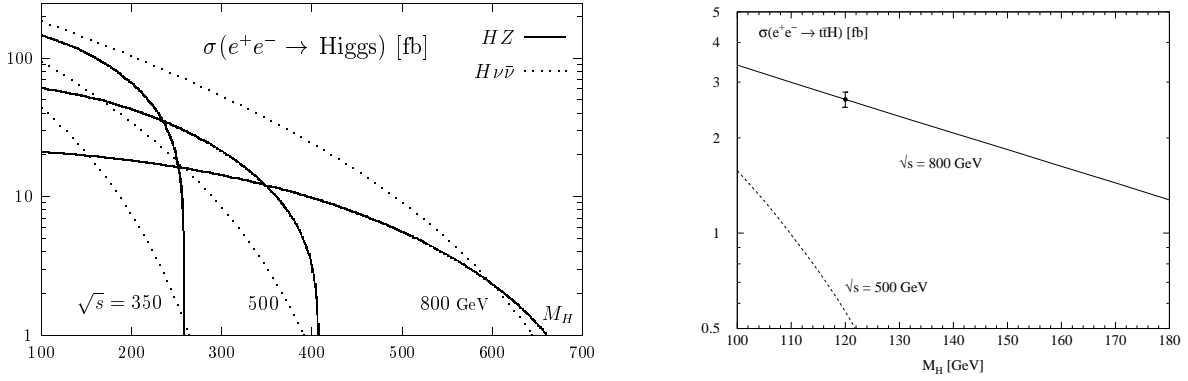 σ(e⁺e⁻ → Higgs) [fb]
HZ
Hνν̄
100
10
1
√s = 350
500
800 GeV
M_H
100 200 300 400 500 600 700
σ(e⁺e⁻ → tt̄H) [fb]
5
3
2
1
0.5
√s = 800 GeV
√s = 500 GeV
100 110 120 130 140 150 160 170 180
M_H [GeV]